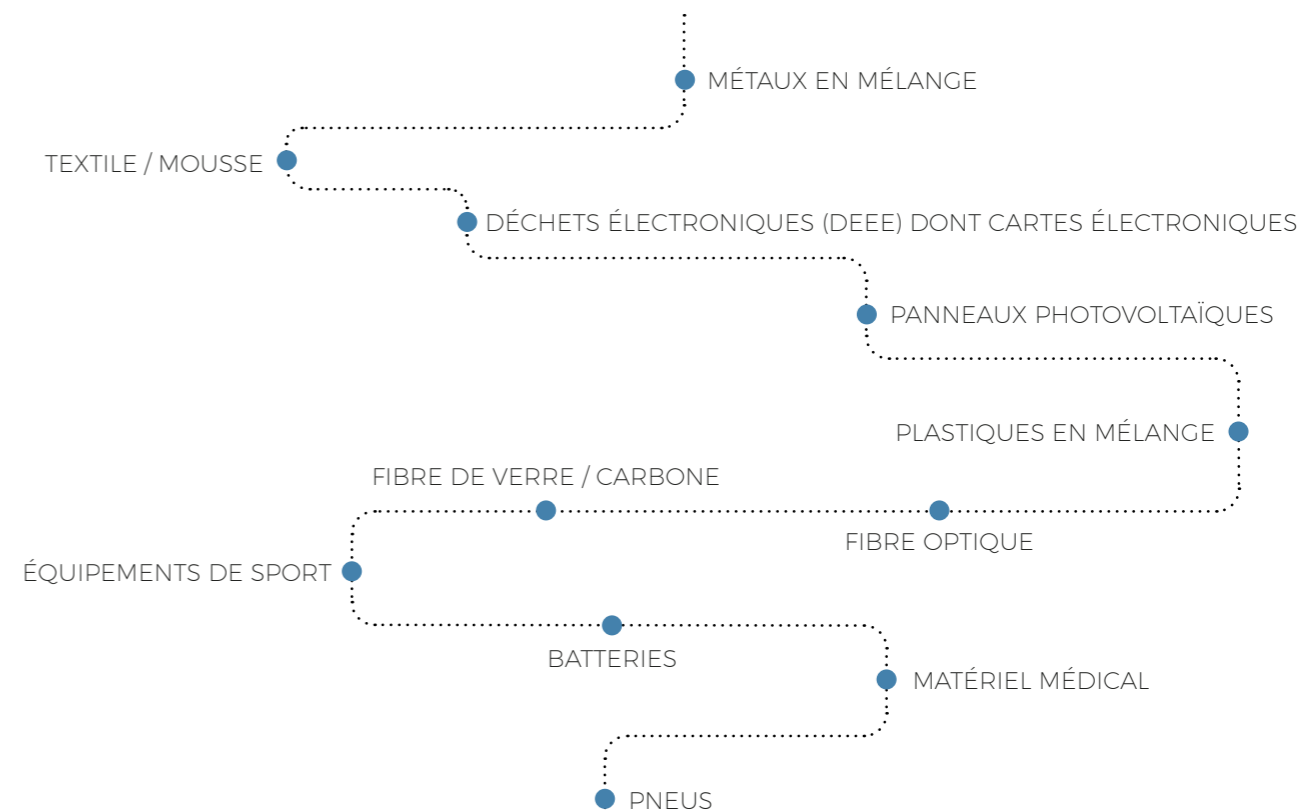 MÉTAUX EN MÉLANGE
TEXTILE / MOUSSE
DÉCHETS ÉLECTRONIQUES (DEEE) DONT CARTES ÉLECTRONIQUES
PANNEAUX PHOTOVOLTAÏQUES
PLASTIQUES EN MÉLANGE
FIBRE DE VERRE / CARBONE
FIBRE OPTIQUE
ÉQUIPEMENTS DE SPORT
BATTERIES
MATÉRIEL MÉDICAL
PNEUS